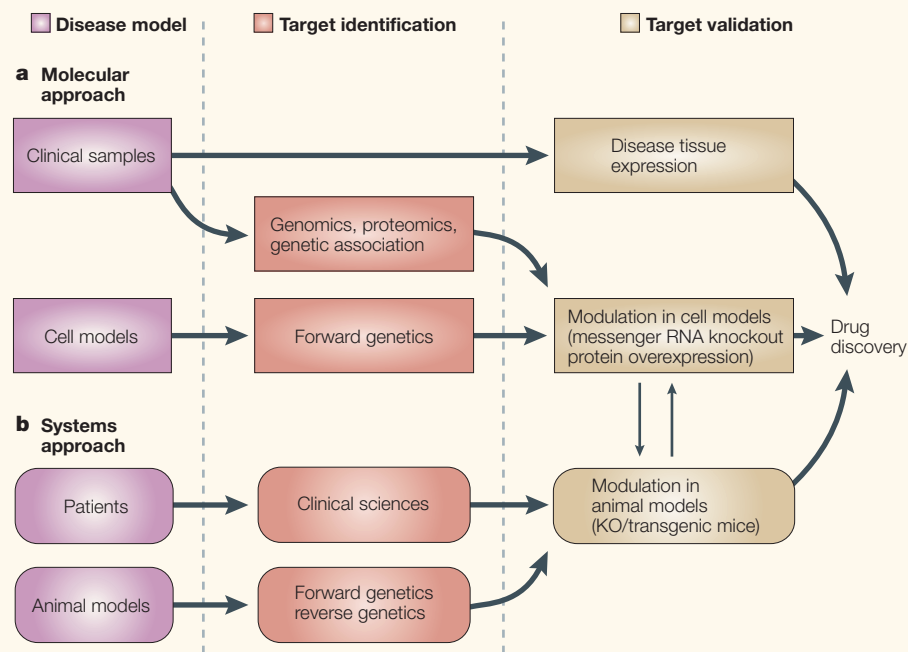 Disease model
Target identification
Target validation
a Molecular
approach
Clinical samples
Disease tissue
expression
Genomics, proteomics,
genetic association
Cell models
Forward genetics
Modulation in cell models
(messenger RNA knockout
protein overexpression)
Drug
discovery
b Systems
approach
Patients
Clinical sciences
Modulation in
animal models
(KO/transgenic mice)
Animal models
Forward genetics
reverse genetics